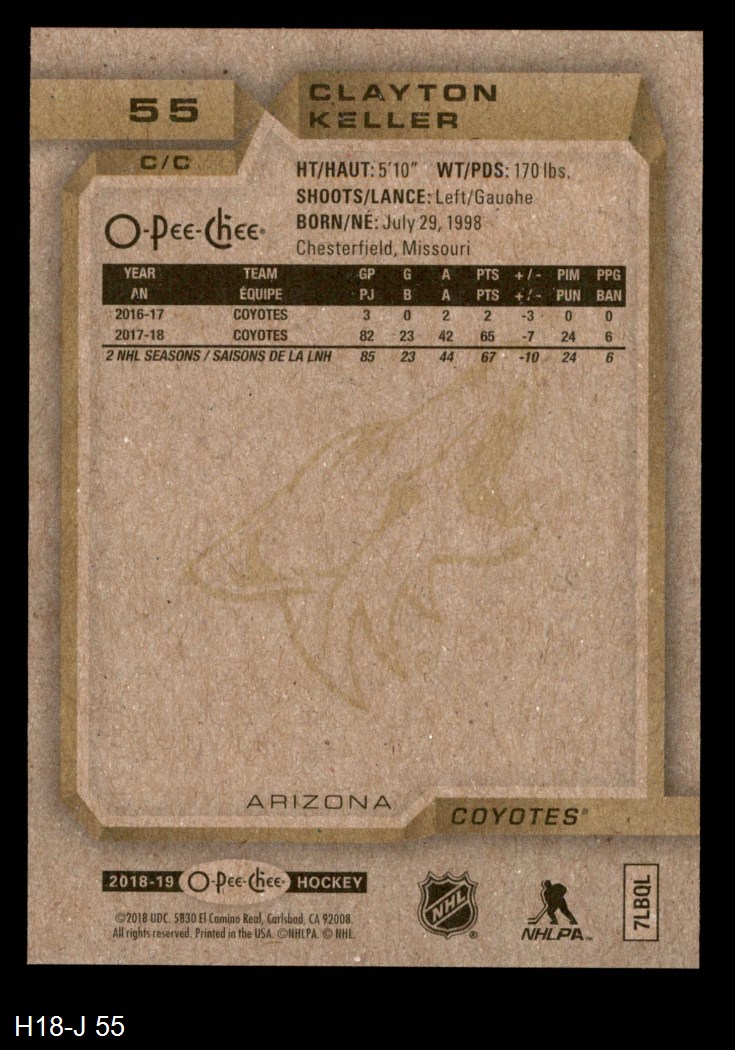 55
CLAYTON
KELLER
C/C
HT/HAUT: 5'10" WT/PDS: 170 lbs.
SHOOTS/LANCE: Left/Gauche
BORN/NÉ: July 29, 1998
Chesterfield, Missouri
O-Pee-Chee
YEAR TEAM GP G A PTS +/- PIM PPG
AN ÉQUIPE PJ B A PTS +/- PUN BAN
2016-17 COYOTES 3 0 2 2 -3 0 0
2017-18 COYOTES 82 23 42 65 -7 24 6
2 NHL SEASONS / SAISONS DE LA LNH 85 23 44 67 -10 24 6
ARIZONA
COYOTES®
2018-19 O-Pee-Chee HOCKEY
©2018 UDC. 5830 El Camino Real, Carlsbad, CA 92008.
All rights reserved. Printed in the USA. ©NHLPA. © NHL.
NHL ®
NHLPA™
7LBQL
H18-J 55